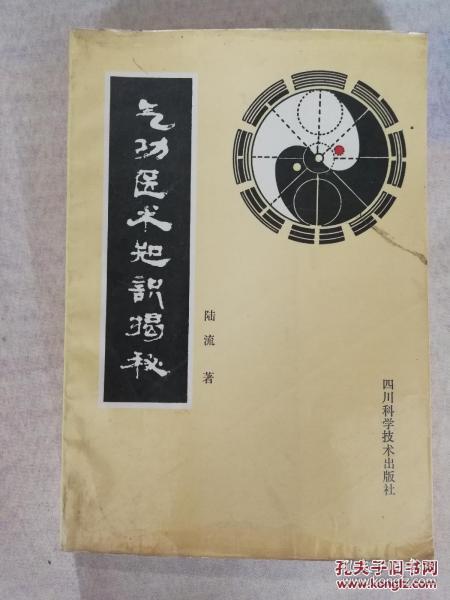 气功医术知识揭秘
陆流 著
四川科学技术出版社
孔夫子旧书网
www.kongfz.com